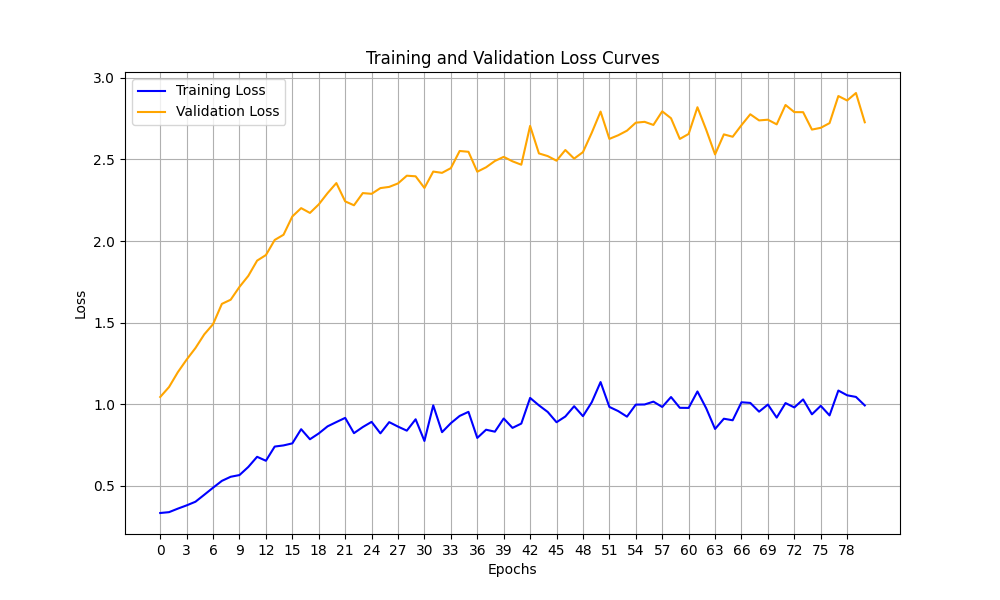 Training and Validation Loss Curves
Training Loss
Validation Loss
3.0
2.5
2.0
1.5
1.0
0.5
Loss
0 3 6 9 12 15 18 21 24 27 30 33 36 39 42 45 48 51 54 57 60 63 66 69 72 75 78
Epochs